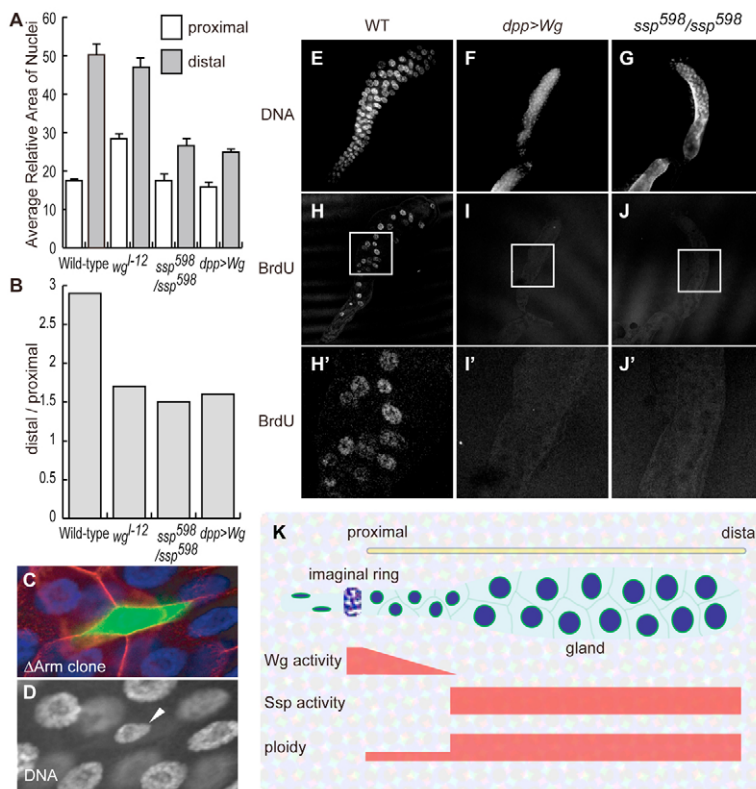 A
Average Relative Area of Nuclei
60
50
40
30
20
10
0
proximal
distal
Wild-type
wg^l-12
ssp^598
/ssp^598
dpp>Wg
B
distal / proximal
3
2.5
2
1.5
1
0.5
0
Wild-type
wg^l-12
ssp^598
/ssp^598
dpp>Wg
C
ΔArm clone
D
DNA
WT
dpp>Wg
ssp^598/ssp^598
DNA
E
F
G
BrdU
H
I
J
BrdU
H'
I'
J'
K
proximal
distal
imaginal ring
gland
Wg activity
Ssp activity
ploidy